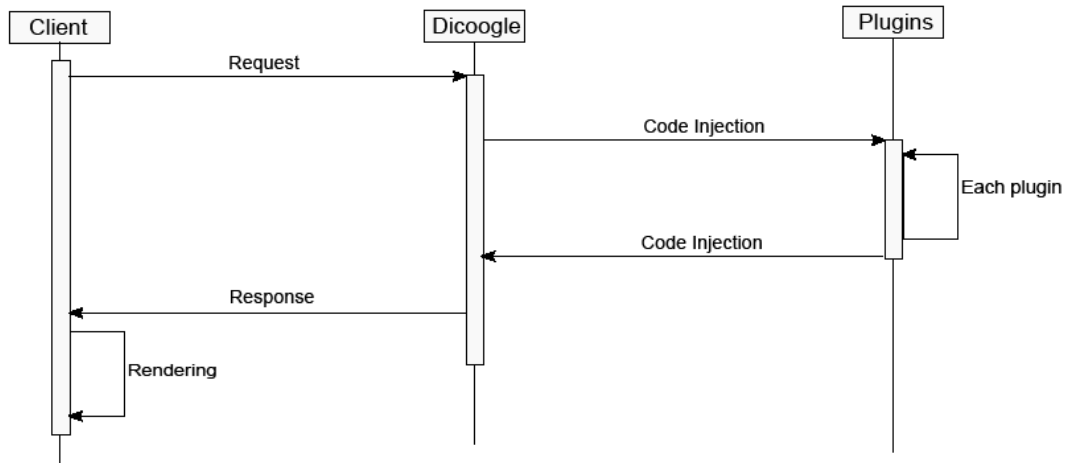 Client
Dicoogle
Plugins
Request
Code Injection
Each plugin
Code Injection
Response
Rendering